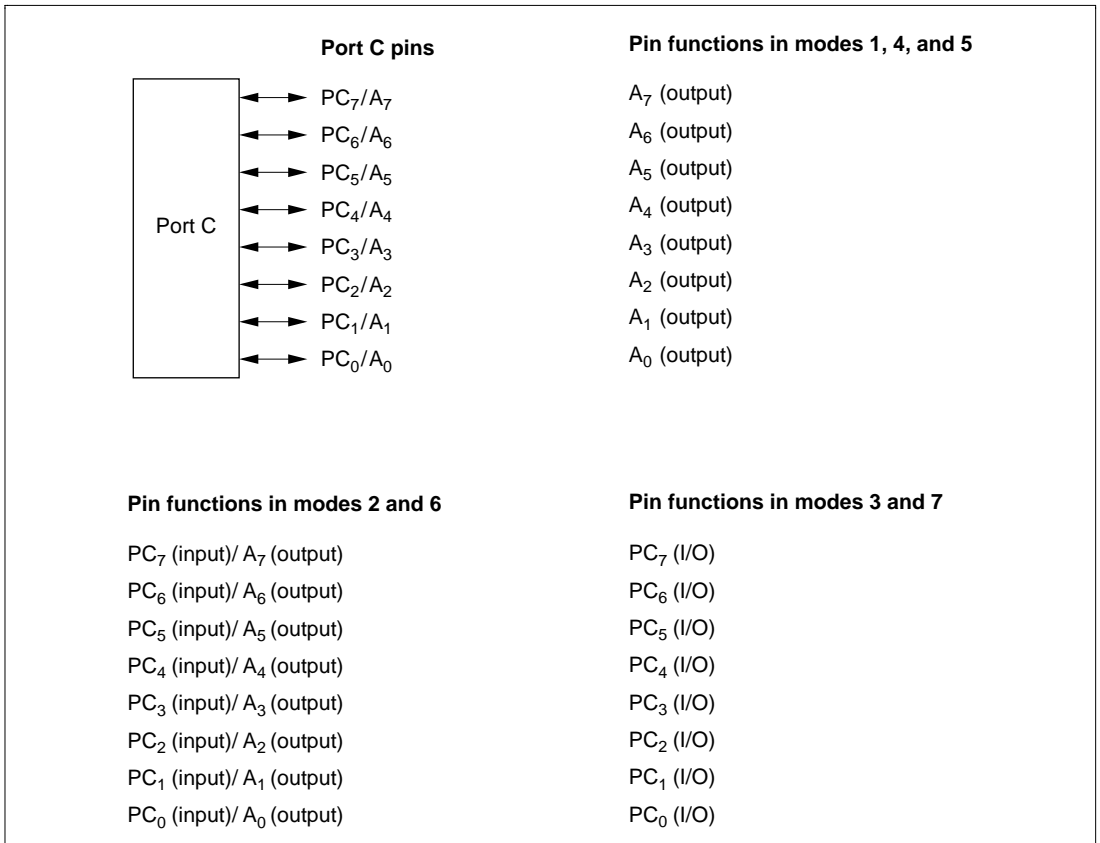 Port C pins
Port C
PC₇/A₇
PC₆/A₆
PC₅/A₅
PC₄/A₄
PC₃/A₃
PC₂/A₂
PC₁/A₁
PC₀/A₀
Pin functions in modes 1, 4, and 5
A₇ (output)
A₆ (output)
A₅ (output)
A₄ (output)
A₃ (output)
A₂ (output)
A₁ (output)
A₀ (output)
Pin functions in modes 2 and 6
PC₇ (input)/ A₇ (output)
PC₆ (input)/ A₆ (output)
PC₅ (input)/ A₅ (output)
PC₄ (input)/ A₄ (output)
PC₃ (input)/ A₃ (output)
PC₂ (input)/ A₂ (output)
PC₁ (input)/ A₁ (output)
PC₀ (input)/ A₀ (output)
Pin functions in modes 3 and 7
PC₇ (I/O)
PC₆ (I/O)
PC₅ (I/O)
PC₄ (I/O)
PC₃ (I/O)
PC₂ (I/O)
PC₁ (I/O)
PC₀ (I/O)